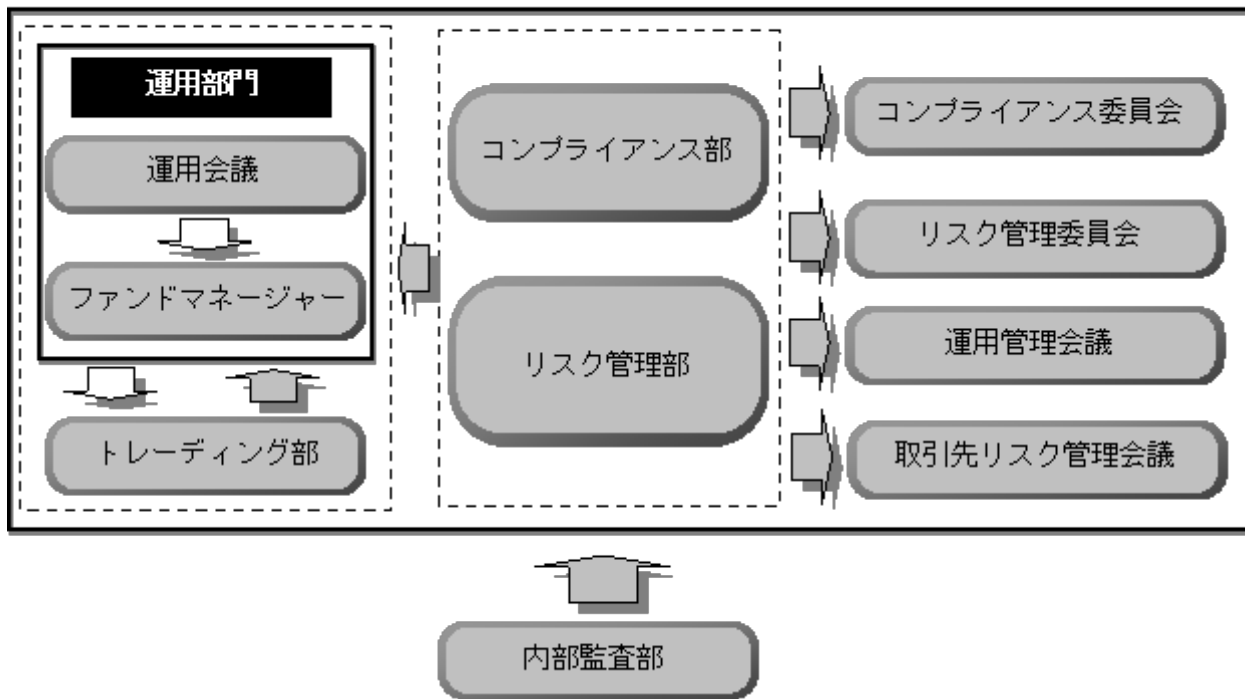 運用部門
運用会議
ファンドマネージャー
トレーディング部
コンプライアンス部
リスク管理部
コンプライアンス委員会
リスク管理委員会
運用管理会議
取引先リスク管理会議
内部監査部